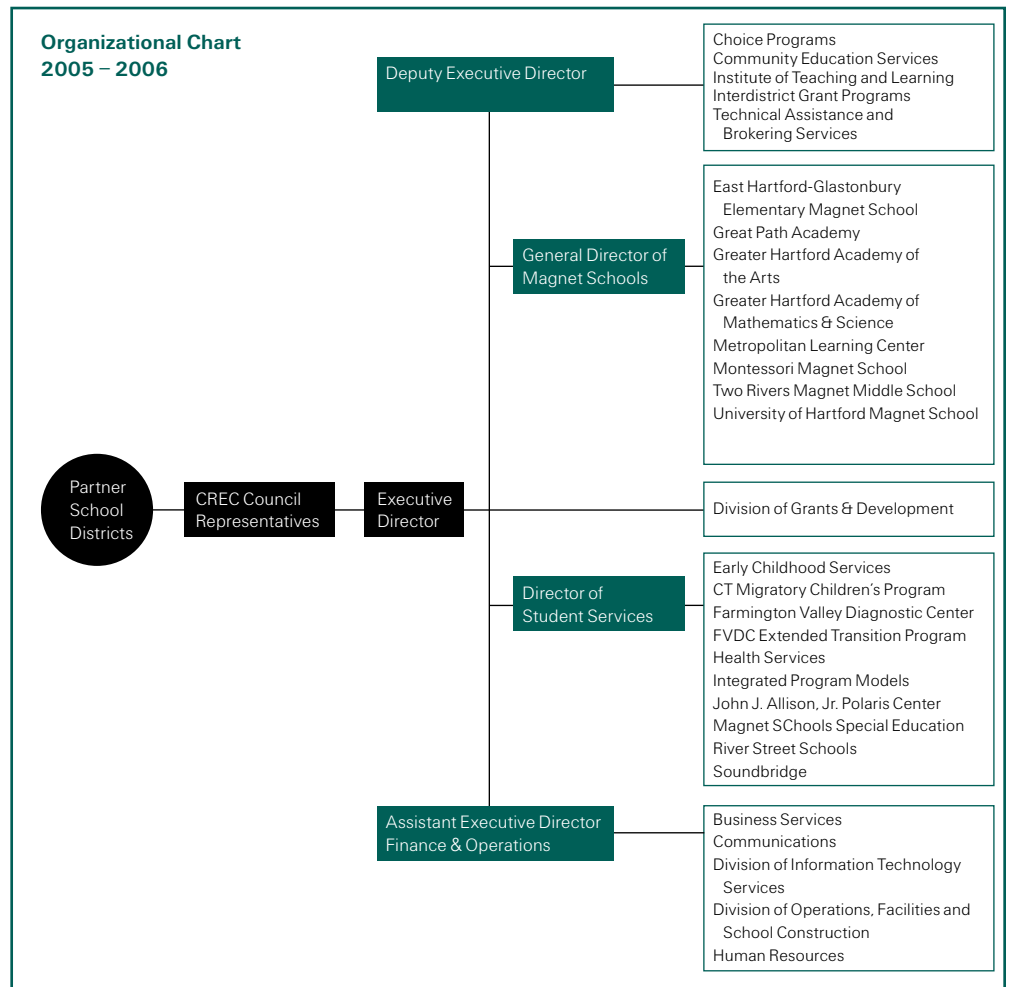 Organizational Chart
2005 – 2006
Deputy Executive Director
Choice Programs
Community Education Services
Institute of Teaching and Learning
Interdistrict Grant Programs
Technical Assistance and
Brokering Services
General Director of
Magnet Schools
East Hartford-Glastonbury
Elementary Magnet School
Great Path Academy
Greater Hartford Academy of
the Arts
Greater Hartford Academy of
Mathematics & Science
Metropolitan Learning Center
Montessori Magnet School
Two Rivers Magnet Middle School
University of Hartford Magnet School
Partner
School
Districts
CREC Council
Representatives
Executive
Director
Division of Grants & Development
Director of
Student Services
Early Childhood Services
CT Migratory Children's Program
Farmington Valley Diagnostic Center
FVDC Extended Transition Program
Health Services
Integrated Program Models
John J. Allison, Jr. Polaris Center
Magnet SChools Special Education
River Street Schools
Soundbridge
Assistant Executive Director
Finance & Operations
Business Services
Communications
Division of Information Technology
Services
Division of Operations, Facilities and
School Construction
Human Resources